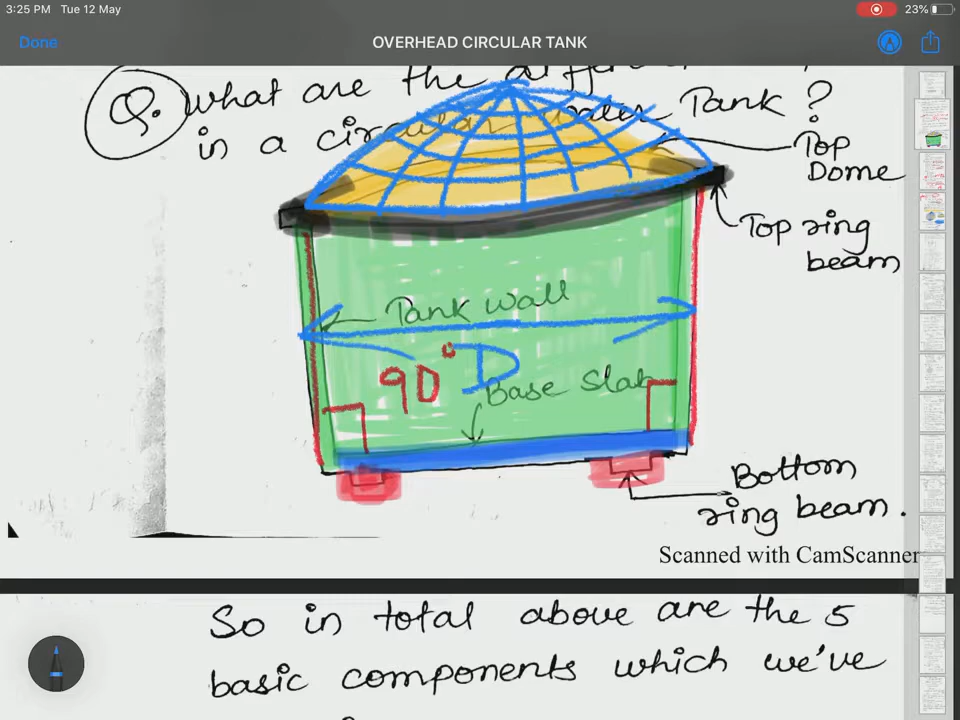 3:25 PM Tue 12 May
23%
Done
OVERHEAD CIRCULAR TANK
Q. What are the
in a circular Tank ?
Top
Dome
Top ring
beam
Tank wall
90° D
Base Slab
Bottom
ring beam.
Scanned with CamScanner
So in total above are the 5
basic components which we've